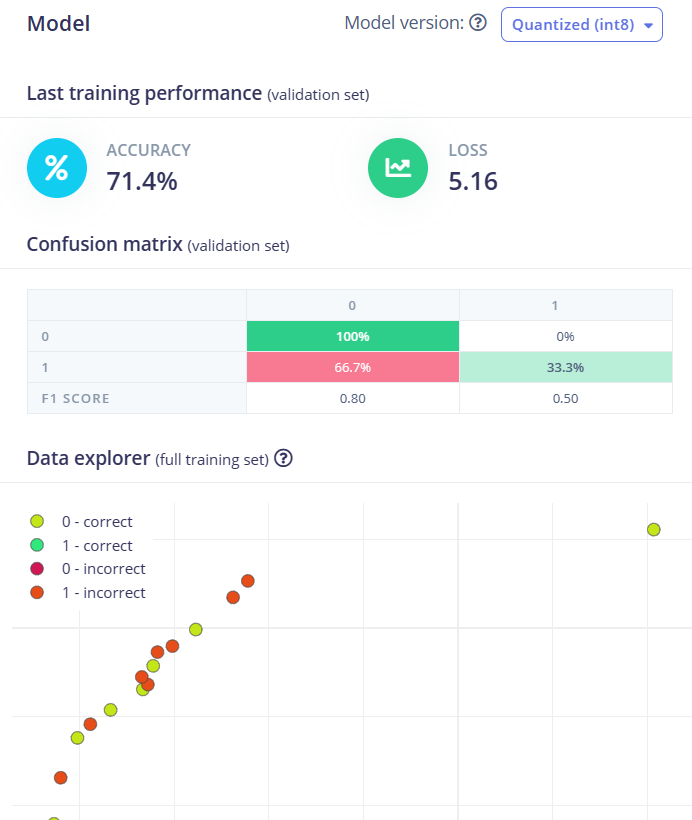 Model
Model version: ?
Quantized (int8)
Last training performance (validation set)
%
ACCURACY
71.4%
LOSS
5.16
Confusion matrix (validation set)
0 1
0 100% 0%
1 66.7% 33.3%
F1 SCORE 0.80 0.50
Data explorer (full training set) ?
0 - correct
1 - correct
0 - incorrect
1 - incorrect